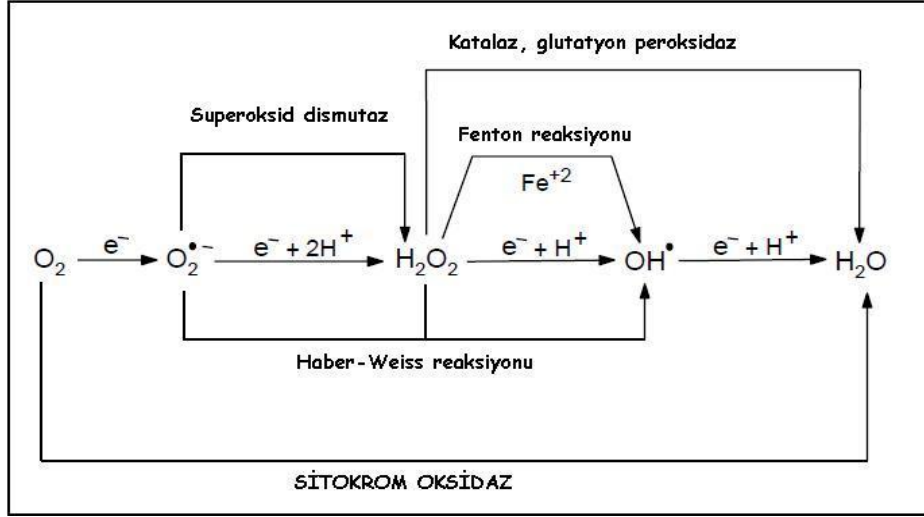 Katalaz, glutatyon peroksidaz
Superoksid dismutaz
Fenton reaksiyonu
Fe⁺²
O₂ e⁻ O₂•⁻ e⁻ + 2H⁺ H₂O₂ e⁻ + H⁺ OH• e⁻ + H⁺ H₂O
Haber-Weiss reaksiyonu
SİTOKROM OKSİDAZ